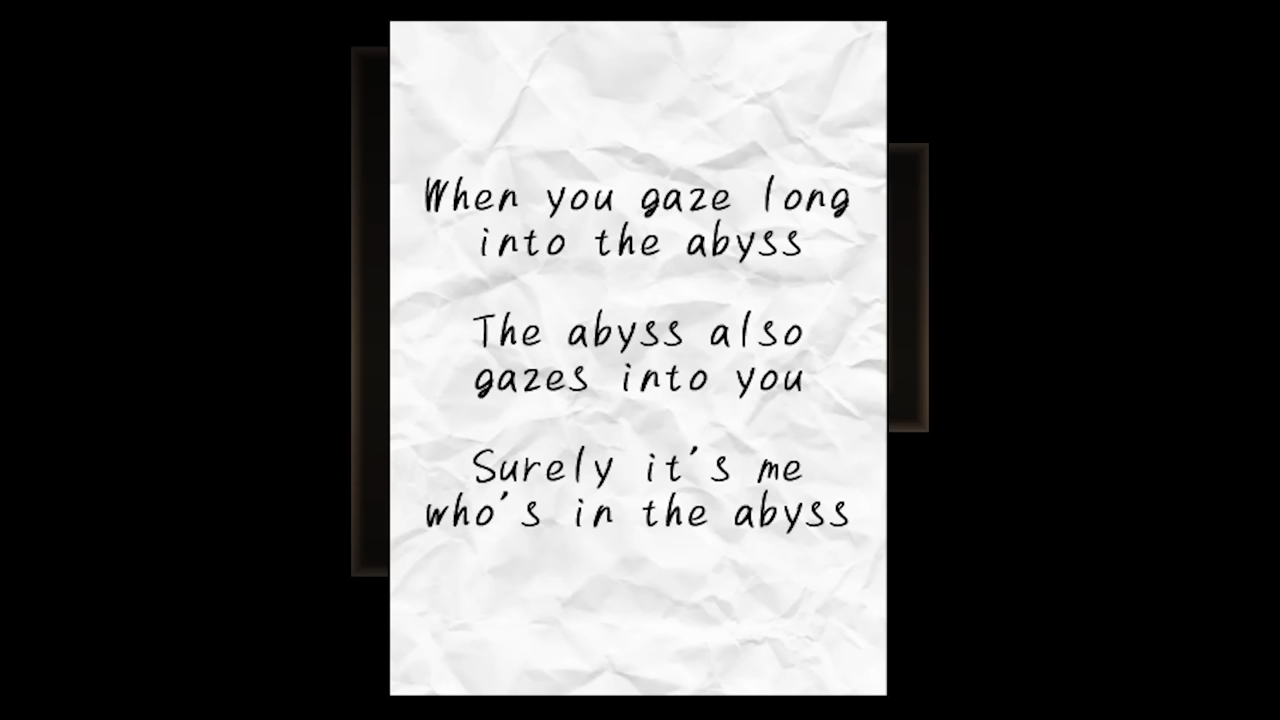 When you gaze long
into the abyss
The abyss also
gazes into you
Surely it's me
who's in the abyss